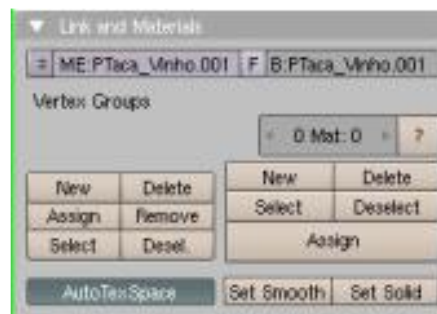 Link and Materials
ME:PTaca_Vinho.001 F B:PTaca_Vinho.001
Vertex Groups
0 Mat: 0 ?
New Delete
Assign Remove
Select Desel.
New Delete
Select Deselect
Assign
AutoTexSpace Set Smooth Set Solid